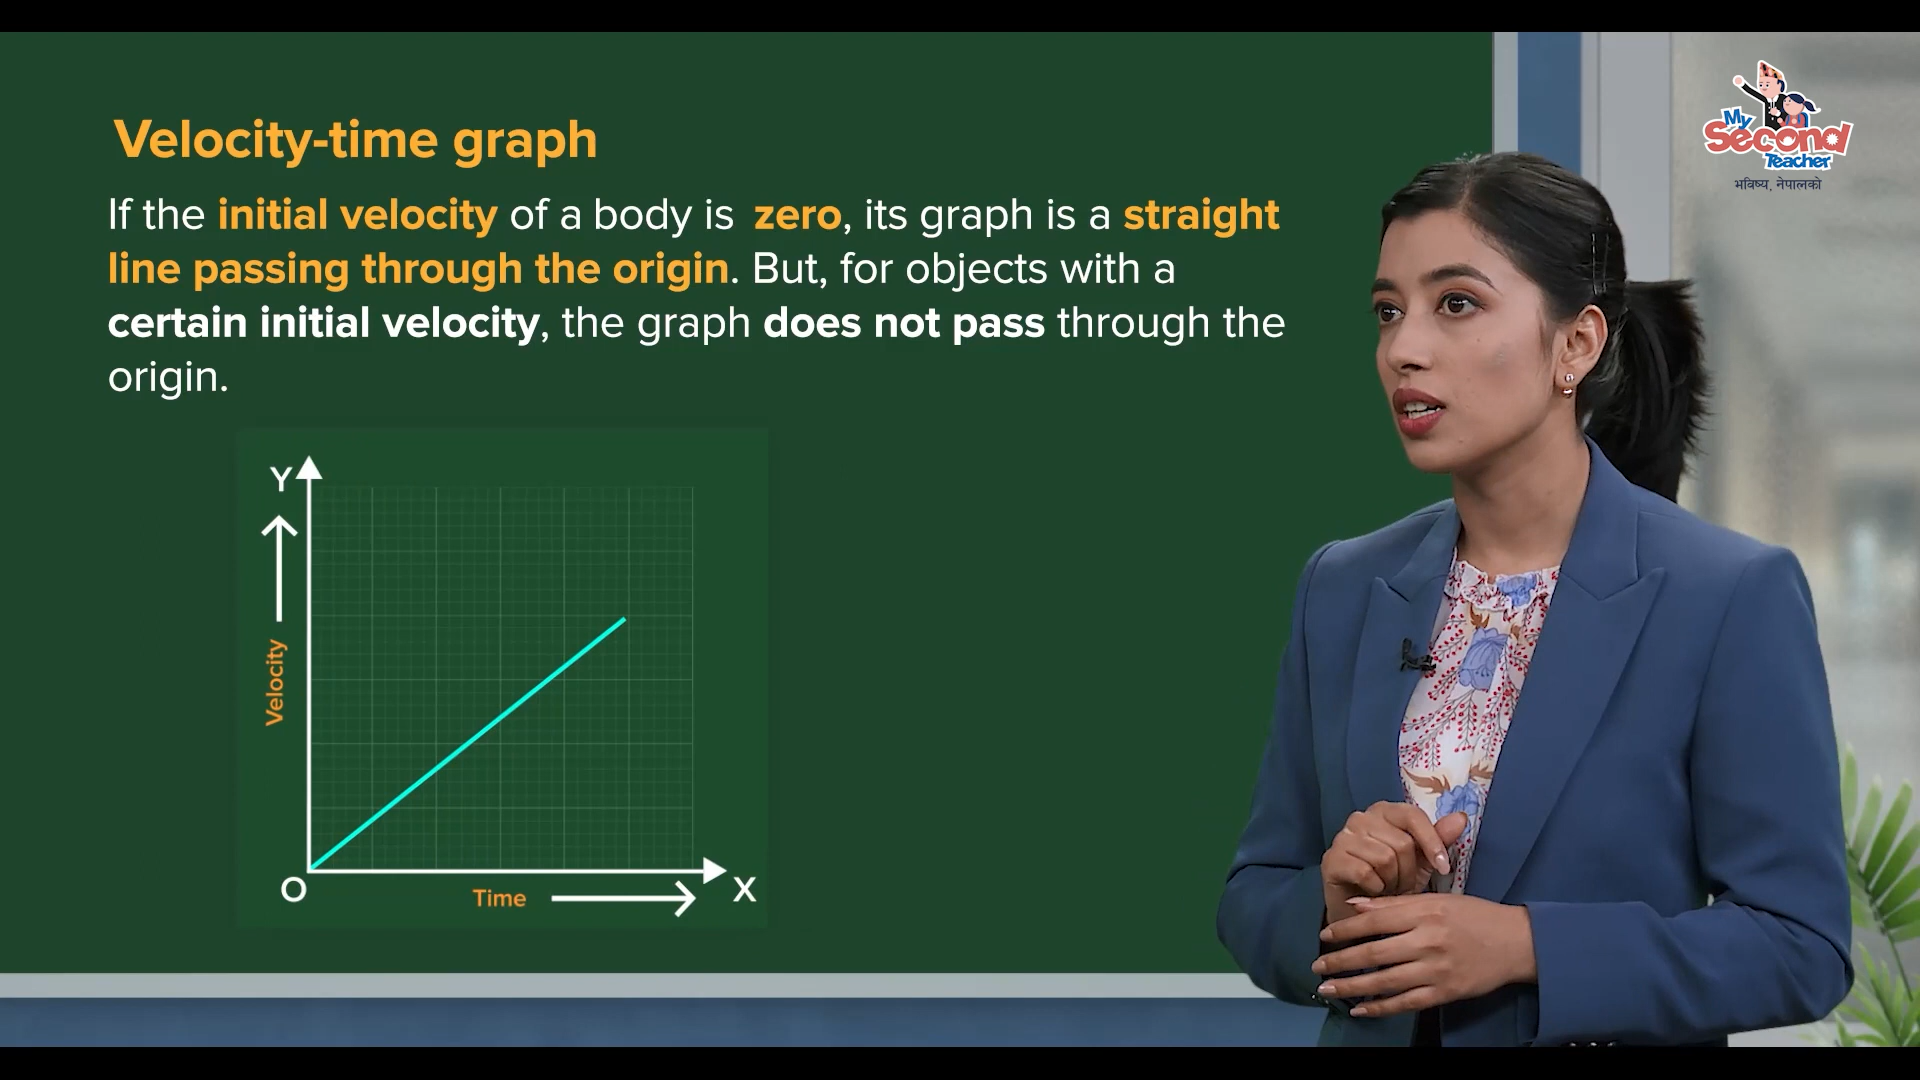 My
Second
Teacher
भविष्य, नेपालको
Velocity-time graph
If the initial velocity of a body is zero, its graph is a straight
line passing through the origin. But, for objects with a
certain initial velocity, the graph does not pass through the
origin.
Y
Velocity
O
Time
X